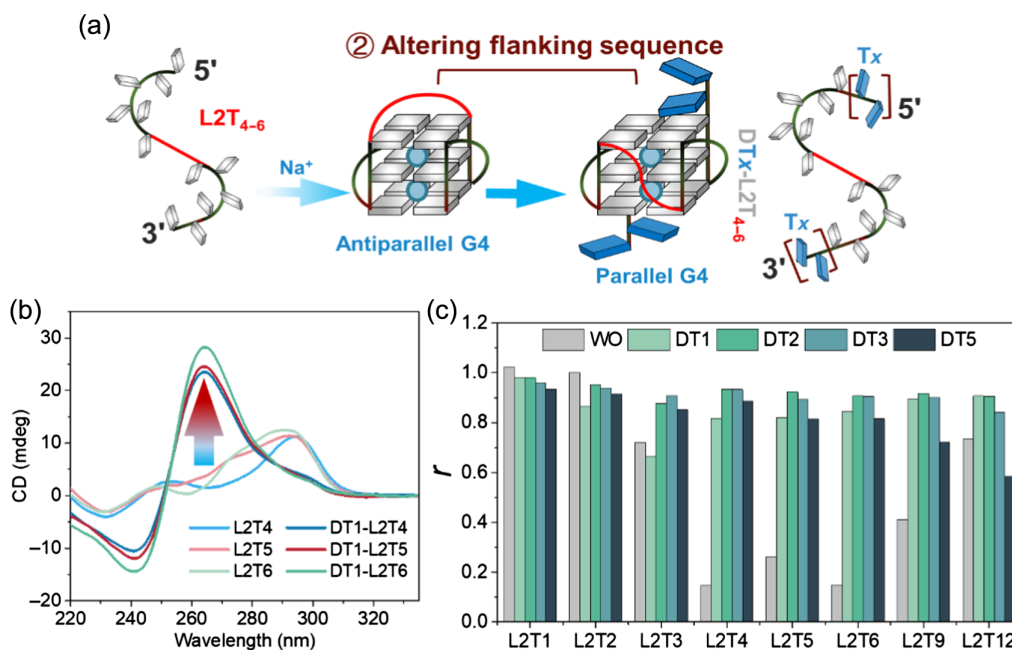 (a)
② Altering flanking sequence
5'
L2T4–6
3'
Na+
Antiparallel G4
Parallel G4
DTx-L2T4–6
Tx
5'
Tx
3'
(b)
30
20
10
0
−10
−20
CD (mdeg)
L2T4
L2T5
L2T6
DT1-L2T4
DT1-L2T5
DT1-L2T6
220 240 260 280 300 320
Wavelength (nm)
(c)
1.2
1.0
0.8
0.6
0.4
0.2
0.0
r
WO DT1 DT2 DT3 DT5
L2T1 L2T2 L2T3 L2T4 L2T5 L2T6 L2T9 L2T12